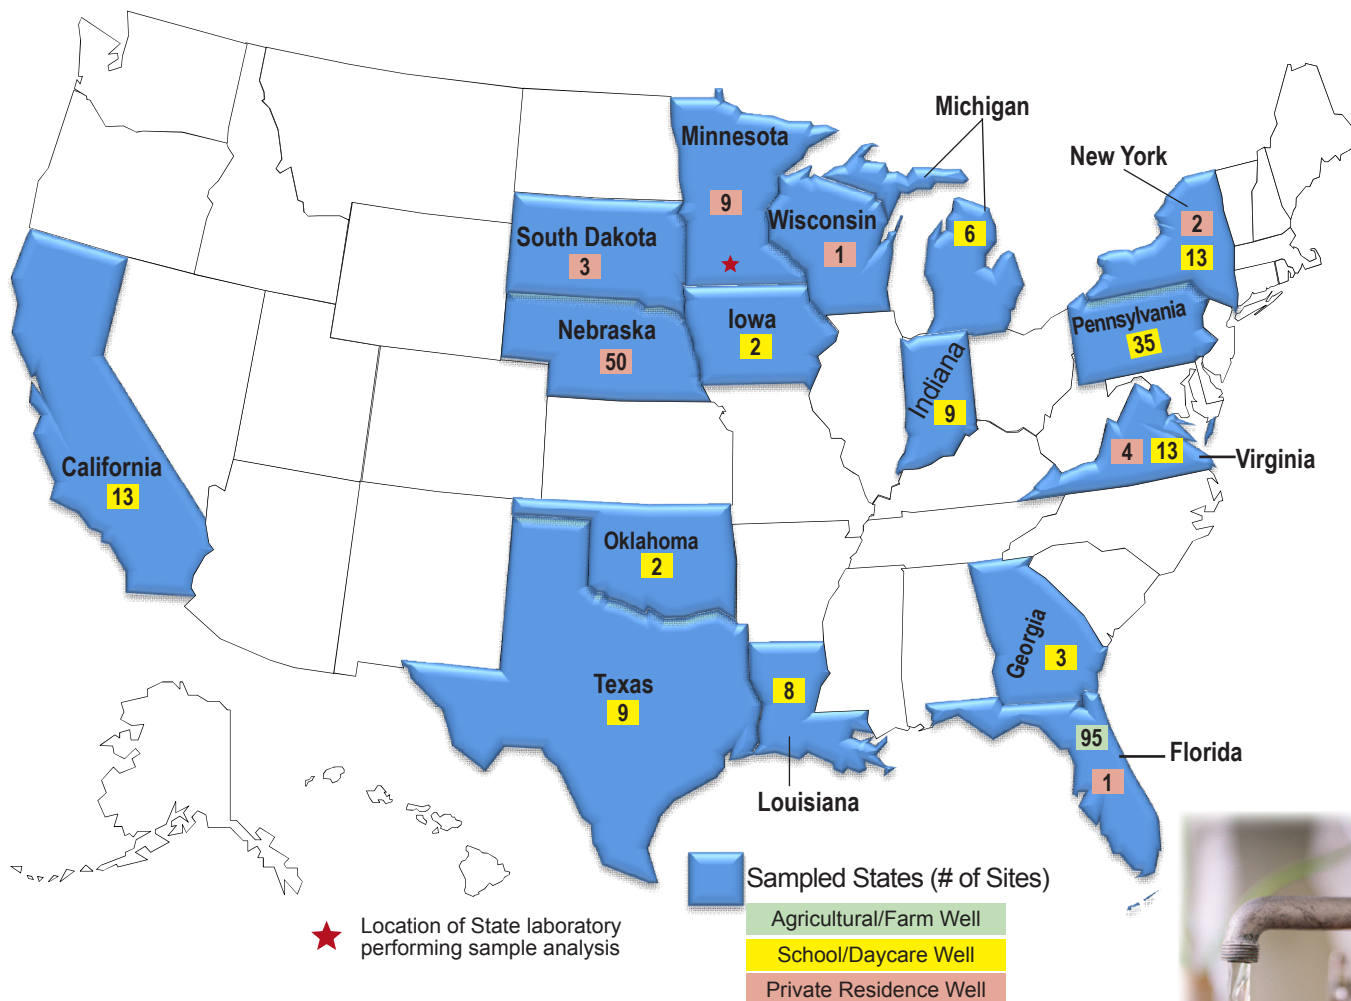 Michigan
Minnesota
New York
9
2
Wisconsin
South Dakota
6
1
13
3
Pennsylvania
Nebraska
Iowa
35
50
2
Indiana
9
4
13
Virginia
California
13
Oklahoma
2
Georgia
3
Texas
8
9
95
Florida
1
Louisiana
Sampled States (# of Sites)
Agricultural/Farm Well
Location of State laboratory
performing sample analysis
School/Daycare Well
Private Residence Well